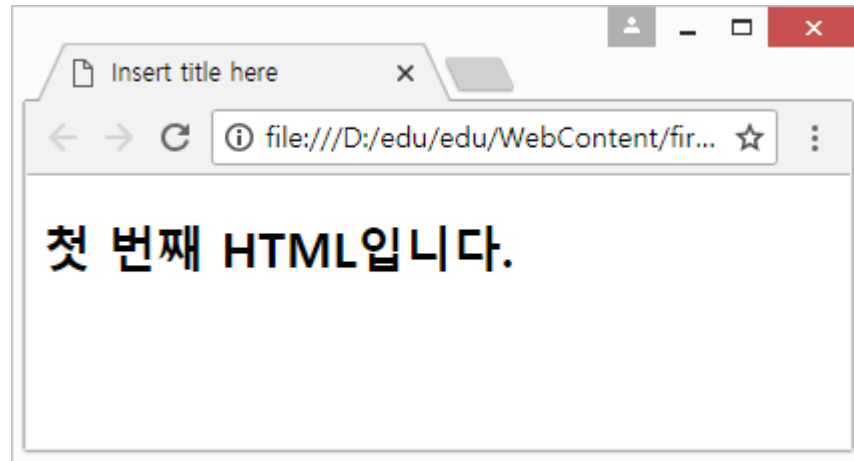 Insert title here
file:///D:/edu/edu/WebContent/fir...
첫 번째 HTML입니다.